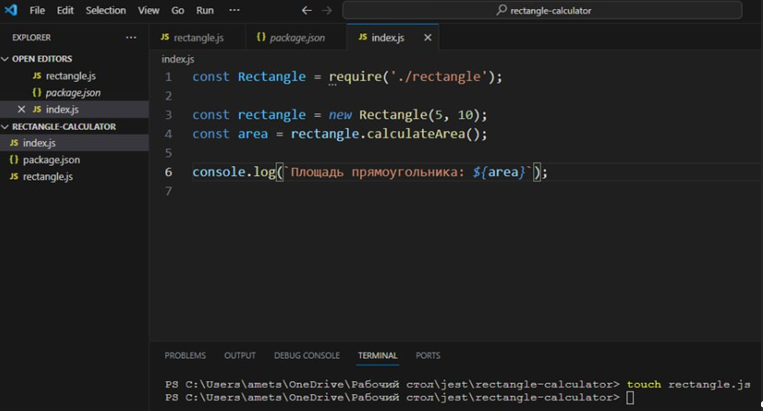 File Edit Selection View Go Run ··· rectangle-calculator
EXPLORER ···
OPEN EDITORS
JS rectangle.js
{} package.json
JS index.js
RECTANGLE-CALCULATOR
JS index.js
{} package.json
JS rectangle.js
JS rectangle.js {} package.json JS index.js
index.js
1 const Rectangle = require('./rectangle');
2
3 const rectangle = new Rectangle(5, 10);
4 const area = rectangle.calculateArea();
5
6 console.log(`Площадь прямоугольника: ${area}`);
7
PROBLEMS OUTPUT DEBUG CONSOLE TERMINAL PORTS
PS C:\Users\amets\OneDrive\Рабочий стол\jest\rectangle-calculator> touch rectangle.js
PS C:\Users\amets\OneDrive\Рабочий стол\jest\rectangle-calculator>